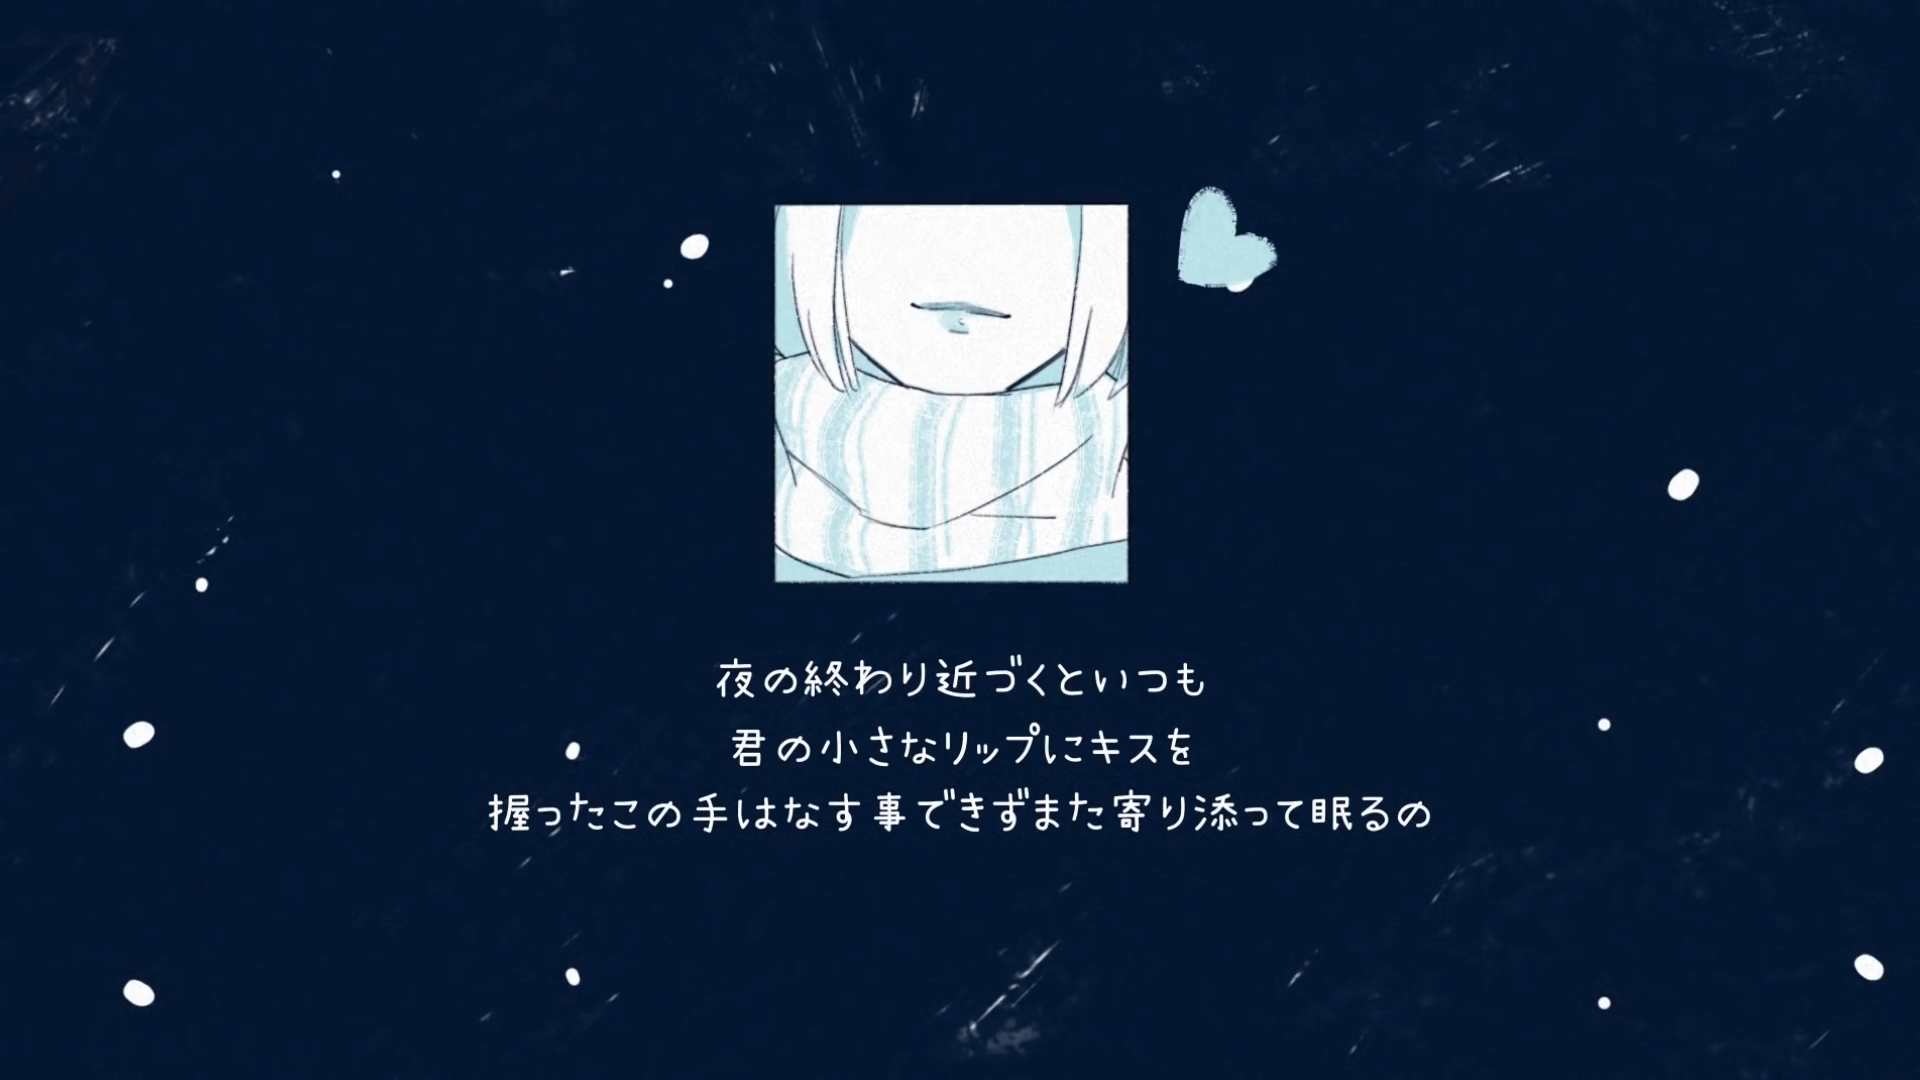 夜の終わり近づくといつも
君の小さなリップにキスを
握ったこの手はなす事できずまた寄り添って眠るの